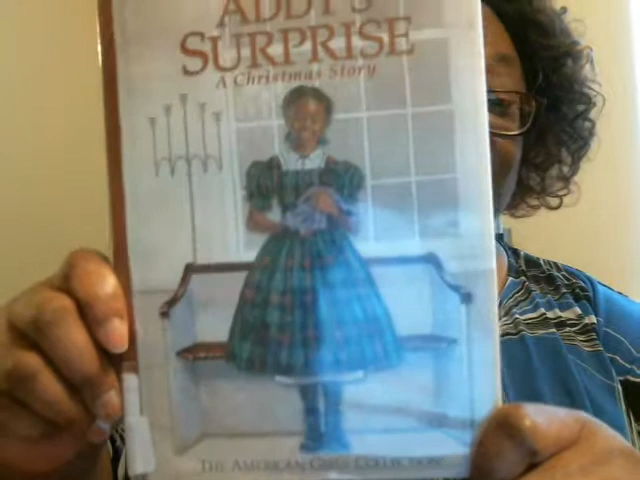 ADDY'S
SURPRISE
A Christmas Story
THE AMERICAN GIRLS COLLECTION